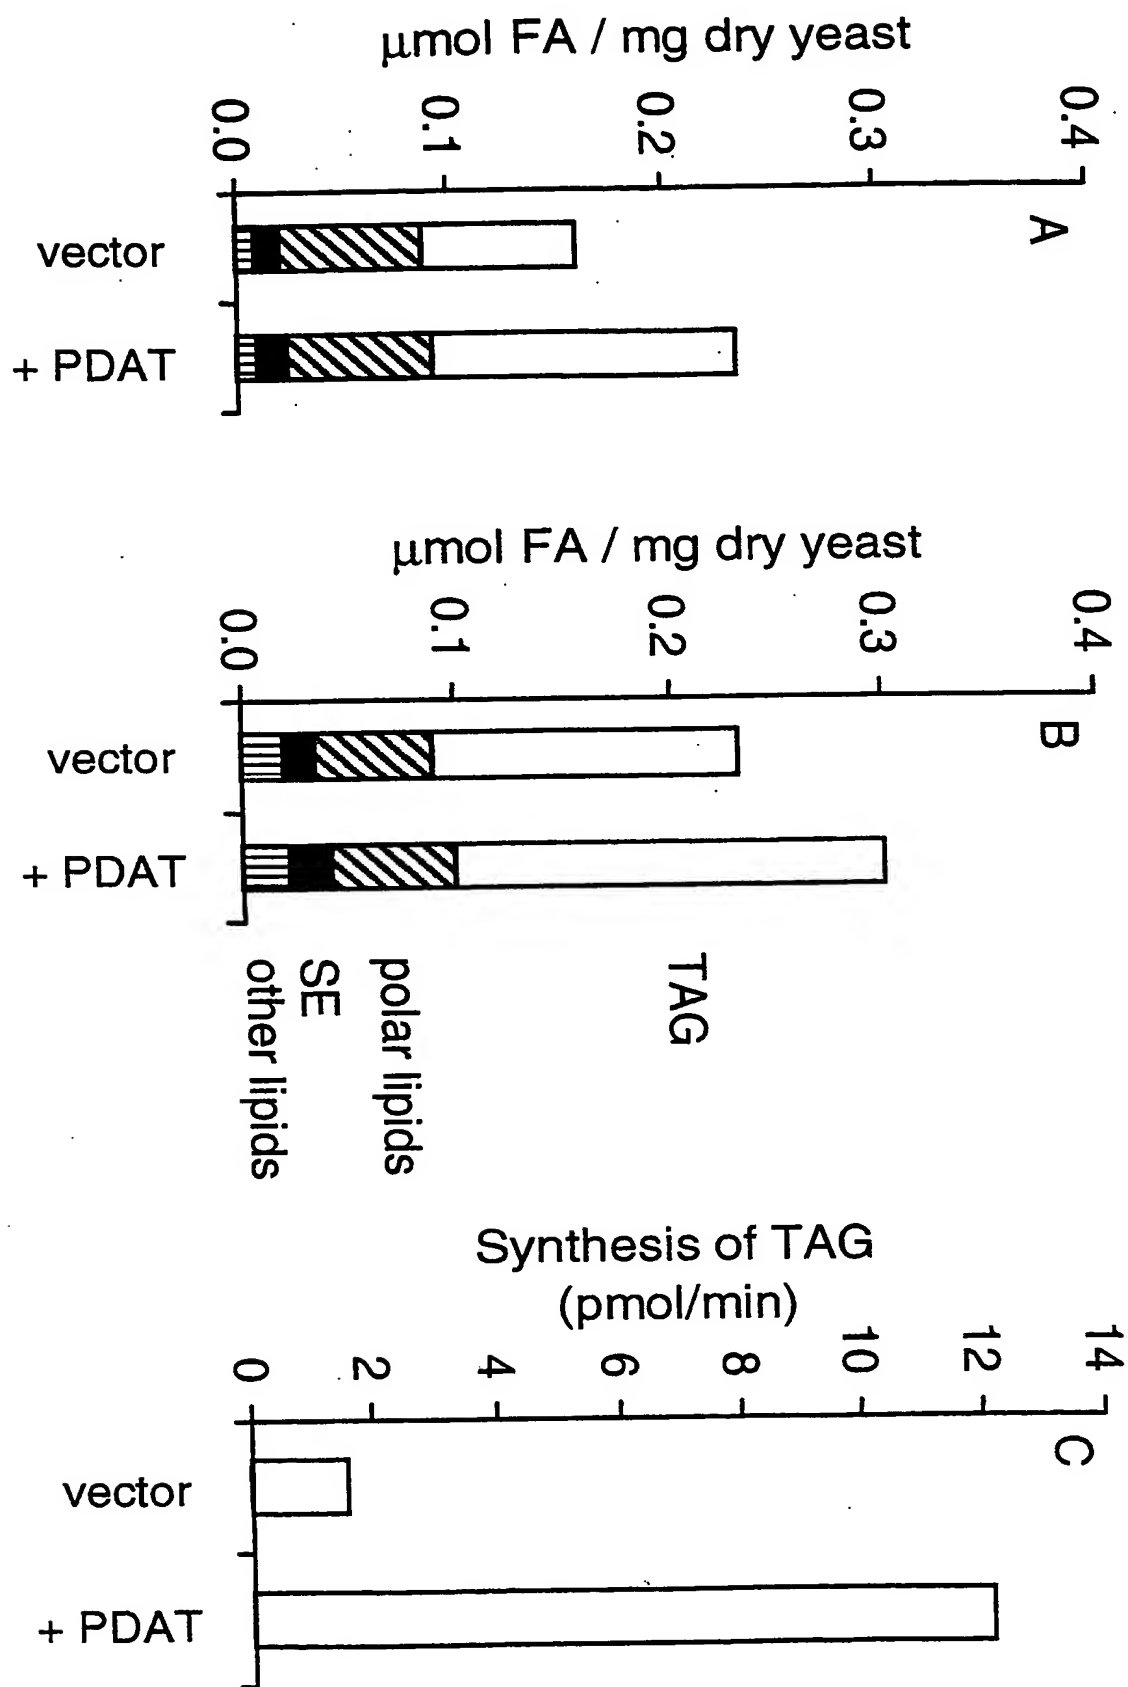 A
μmol FA / mg dry yeast
0.4
0.3
0.2
0.1
0.0
vector
+ PDAT
B
μmol FA / mg dry yeast
0.4
0.3
0.2
0.1
0.0
vector
+ PDAT
TAG
polar lipids
SE
other lipids
C
Synthesis of TAG
(pmol/min)
14
12
10
8
6
4
2
0
vector
+ PDAT